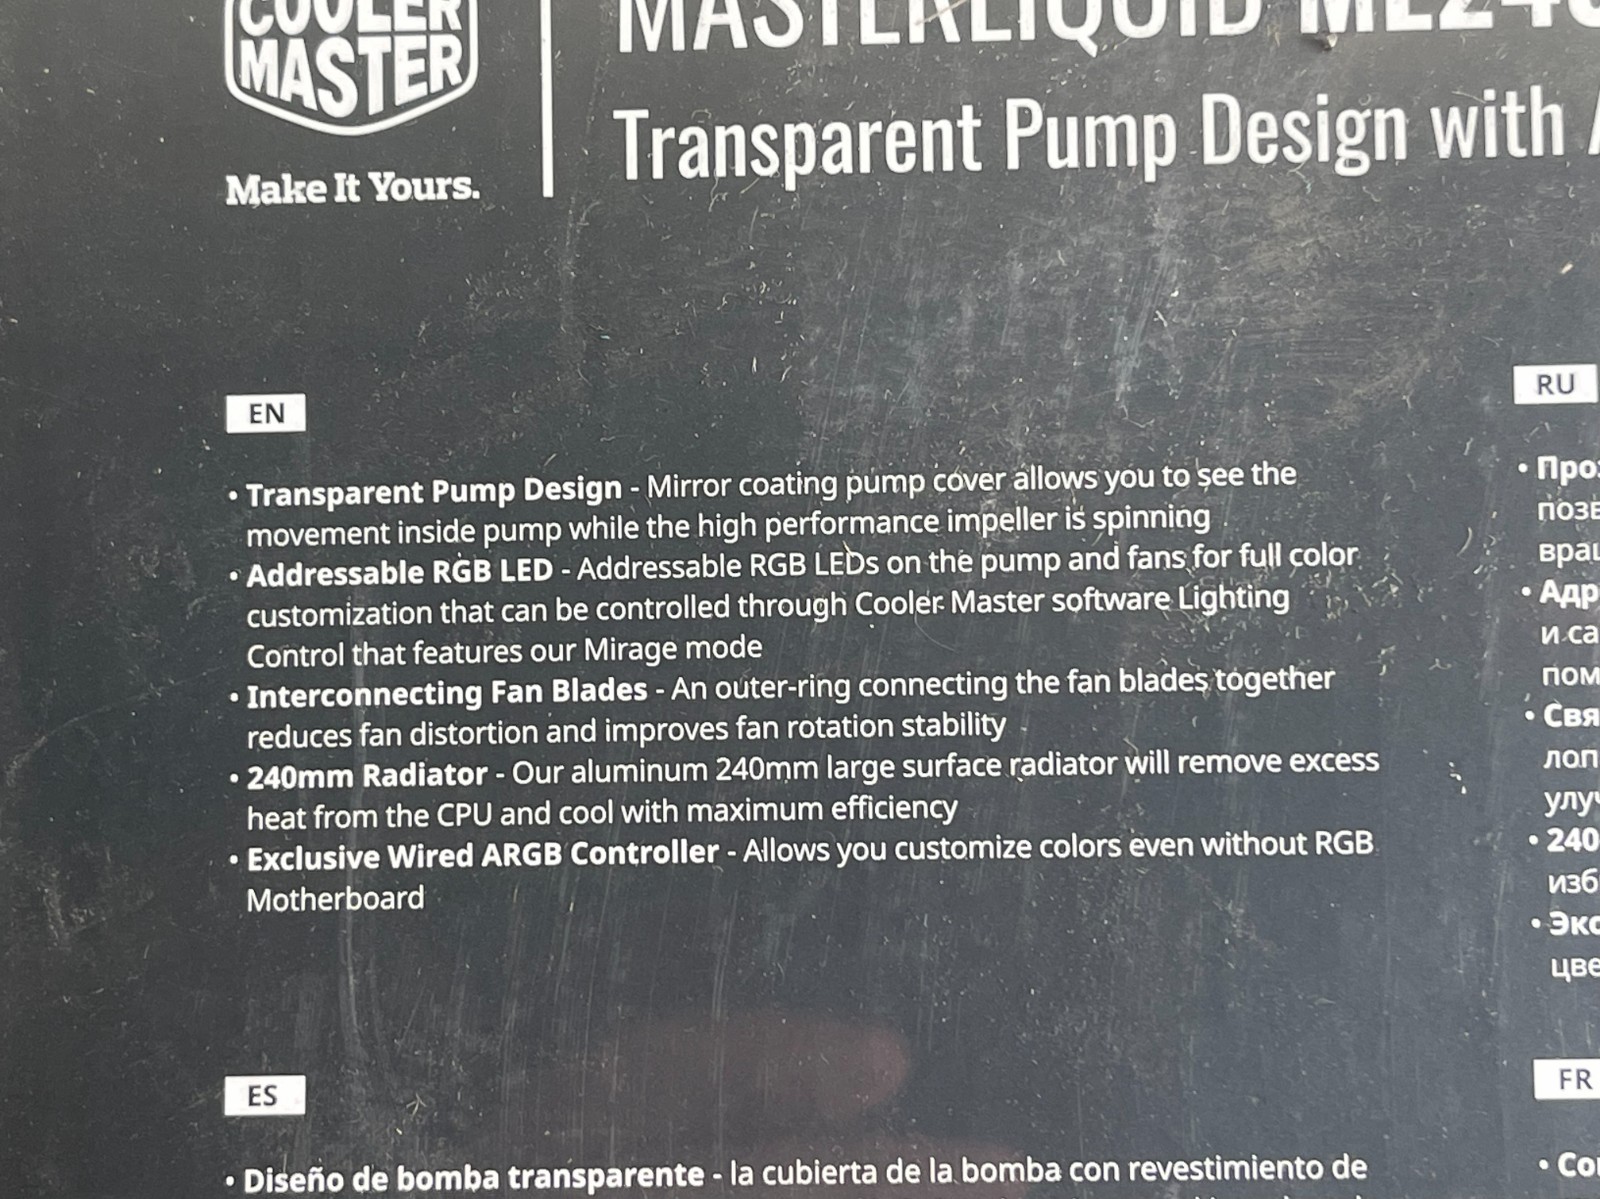 COOLER
MASTER
Make It Yours.
MASTERLIQUID
Transparent Pump Design with
EN
• Transparent Pump Design - Mirror coating pump cover allows you to see the
movement inside pump while the high performance impeller is spinning
• Addressable RGB LED - Addressable RGB LEDs on the pump and fans for full color
customization that can be controlled through Cooler Master software Lighting
Control that features our Mirage mode
• Interconnecting Fan Blades - An outer-ring connecting the fan blades together
reduces fan distortion and improves fan rotation stability
• 240mm Radiator - Our aluminum 240mm large surface radiator will remove excess
heat from the CPU and cool with maximum efficiency
• Exclusive Wired ARGB Controller - Allows you customize colors even without RGB
Motherboard
ES
• Diseño de bomba transparente - la cubierta de la bomba con revestimiento de
RU
и са
• 240
FR